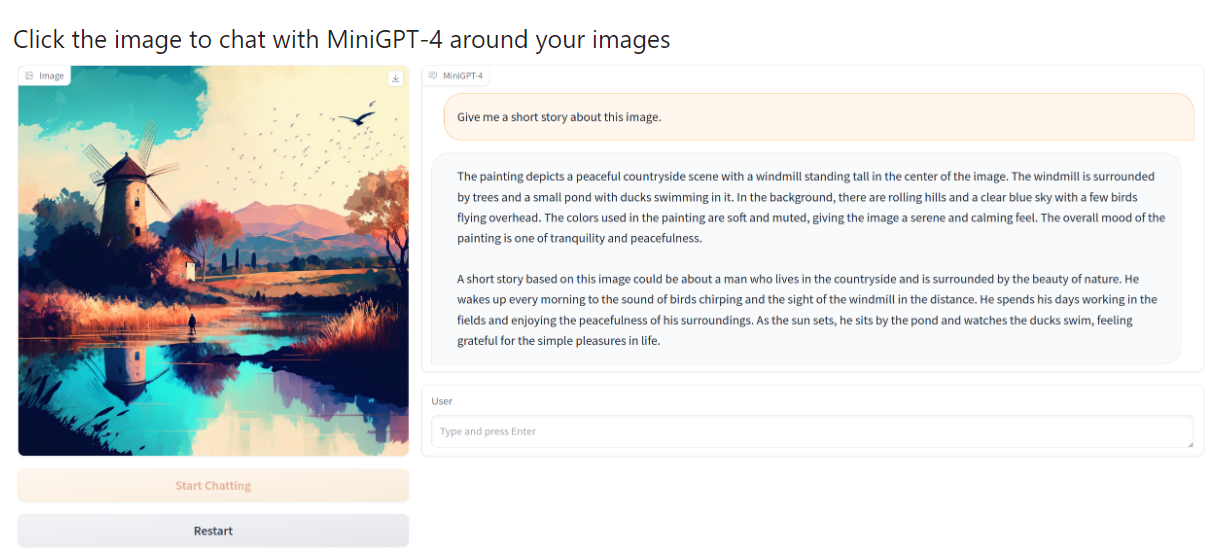 Click the image to chat with MiniGPT-4 around your images
Image
MiniGPT-4
Give me a short story about this image.
The painting depicts a peaceful countryside scene with a windmill standing tall in the center of the image. The windmill is surrounded
by trees and a small pond with ducks swimming in it. In the background, there are rolling hills and a clear blue sky with a few birds
flying overhead. The colors used in the painting are soft and muted, giving the image a serene and calming feel. The overall mood of the
painting is one of tranquility and peacefulness.
A short story based on this image could be about a man who lives in the countryside and is surrounded by the beauty of nature. He
wakes up every morning to the sound of birds chirping and the sight of the windmill in the distance. He spends his days working in the
fields and enjoying the peacefulness of his surroundings. As the sun sets, he sits by the pond and watches the ducks swim, feeling
grateful for the simple pleasures in life.
User
Type and press Enter
Start Chatting
Restart